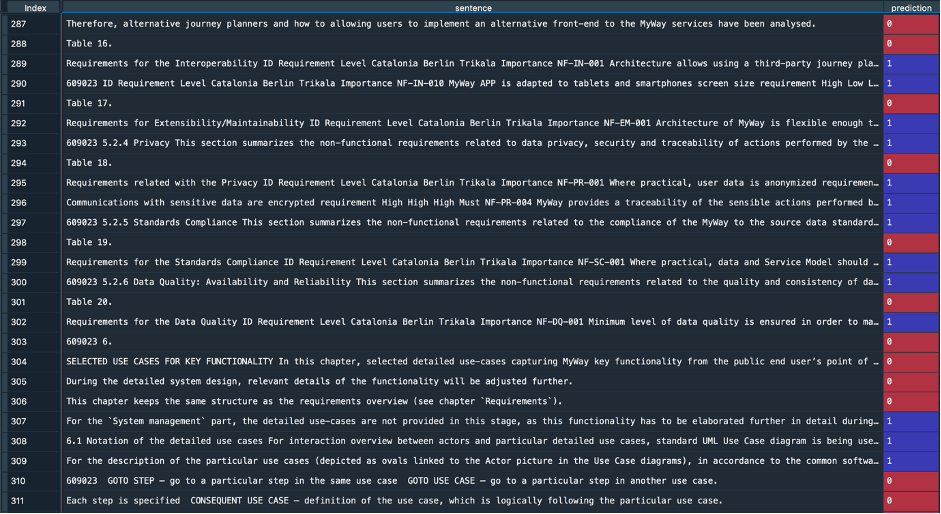 Index sentence prediction
287 Therefore, alternative journey planners and how to allowing users to implement an alternative front-end to the MyWay services have been analysed. 0
288 Table 16. 0
289 Requirements for the Interoperability ID Requirement Level Catalonia Berlin Trikala Importance NF-IN-001 Architecture allows using a third-party journey pla… 1
290 609023 ID Requirement Level Catalonia Berlin Trikala Importance NF-IN-010 MyWay APP is adapted to tablets and smartphones screen size requirement High Low L… 1
291 Table 17. 0
292 Requirements for Extensibility/Maintainability ID Requirement Level Catalonia Berlin Trikala Importance NF-EM-001 Architecture of MyWay is flexible enough t… 1
293 609023 5.2.4 Privacy This section summarizes the non-functional requirements related to data privacy, security and traceability of actions performed by the … 1
294 Table 18. 0
295 Requirements related with the Privacy ID Requirement Level Catalonia Berlin Trikala Importance NF-PR-001 Where practical, user data is anonymized requiremen… 1
296 Communications with sensitive data are encrypted requirement High High High Must NF-PR-004 MyWay provides a traceability of the sensible actions performed b… 1
297 609023 5.2.5 Standards Compliance This section summarizes the non-functional requirements related to the compliance of the MyWay to the source data standard… 1
298 Table 19. 0
299 Requirements for the Standards Compliance ID Requirement Level Catalonia Berlin Trikala Importance NF-SC-001 Where practical, data and Service Model should … 1
300 609023 5.2.6 Data Quality: Availability and Reliability This section summarizes the non-functional requirements related to the quality and consistency of da… 1
301 Table 20. 0
302 Requirements for the Data Quality ID Requirement Level Catalonia Berlin Trikala Importance NF-DQ-001 Minimum level of data quality is ensured in order to ma… 1
303 609023 6. 0
304 SELECTED USE CASES FOR KEY FUNCTIONALITY In this chapter, selected detailed use-cases capturing MyWay key functionality from the public end user’s point of … 0
305 During the detailed system design, relevant details of the functionality will be adjusted further. 0
306 This chapter keeps the same structure as the requirements overview (see chapter `Requirements`). 0
307 For the `System management` part, the detailed use-cases are not provided in this stage, as this functionality has to be elaborated further in detail during… 1
308 6.1 Notation of the detailed use cases For interaction overview between actors and particular detailed use cases, standard UML Use Case diagram is being use… 1
309 For the description of the particular use cases (depicted as ovals linked to the Actor picture in the Use Case diagrams), in accordance to the common softwa… 1
310 609023  GOTO STEP – go to a particular step in the same use case  GOTO USE CASE – go to a particular step in another use case. 0
311 Each step is specified  CONSEQUENT USE CASE – definition of the use case, which is logically following the particular use case. 0